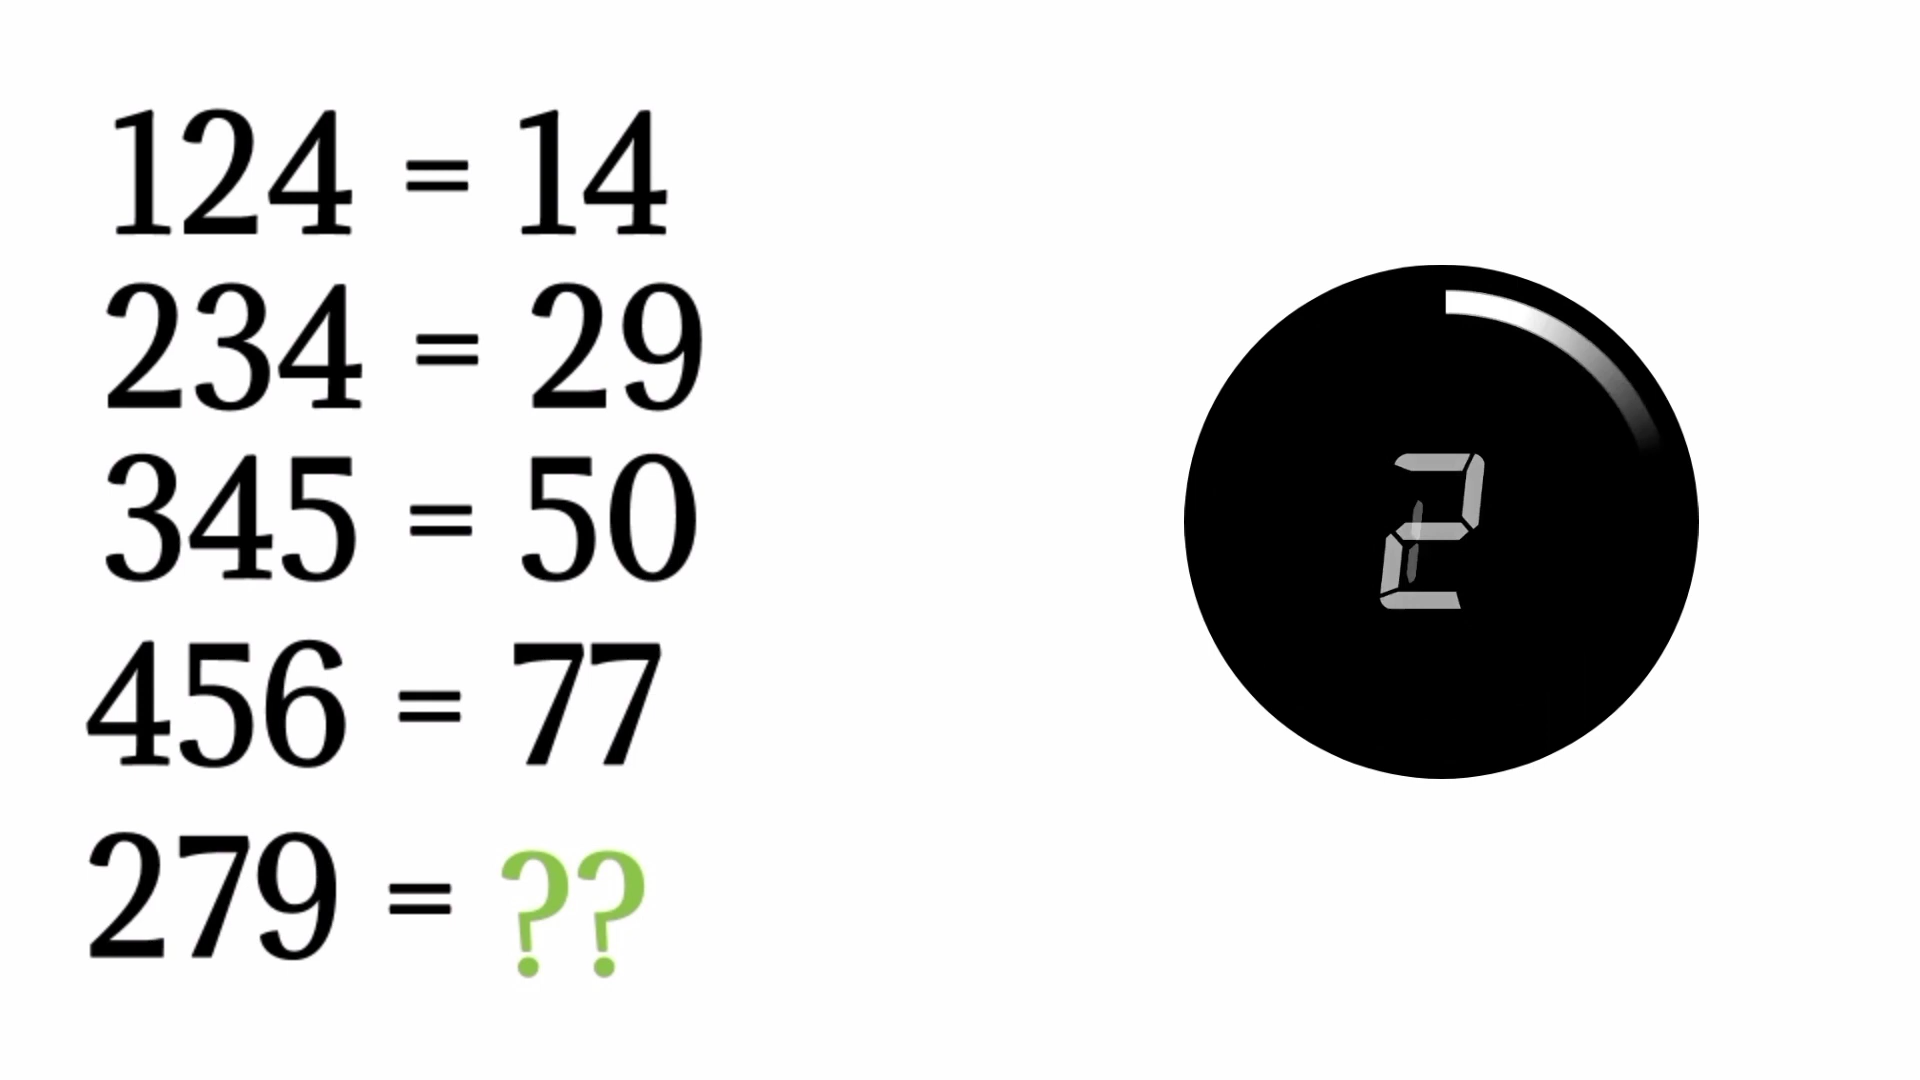 124 = 14
234 = 29
345 = 50
456 = 77
279 = ??
2